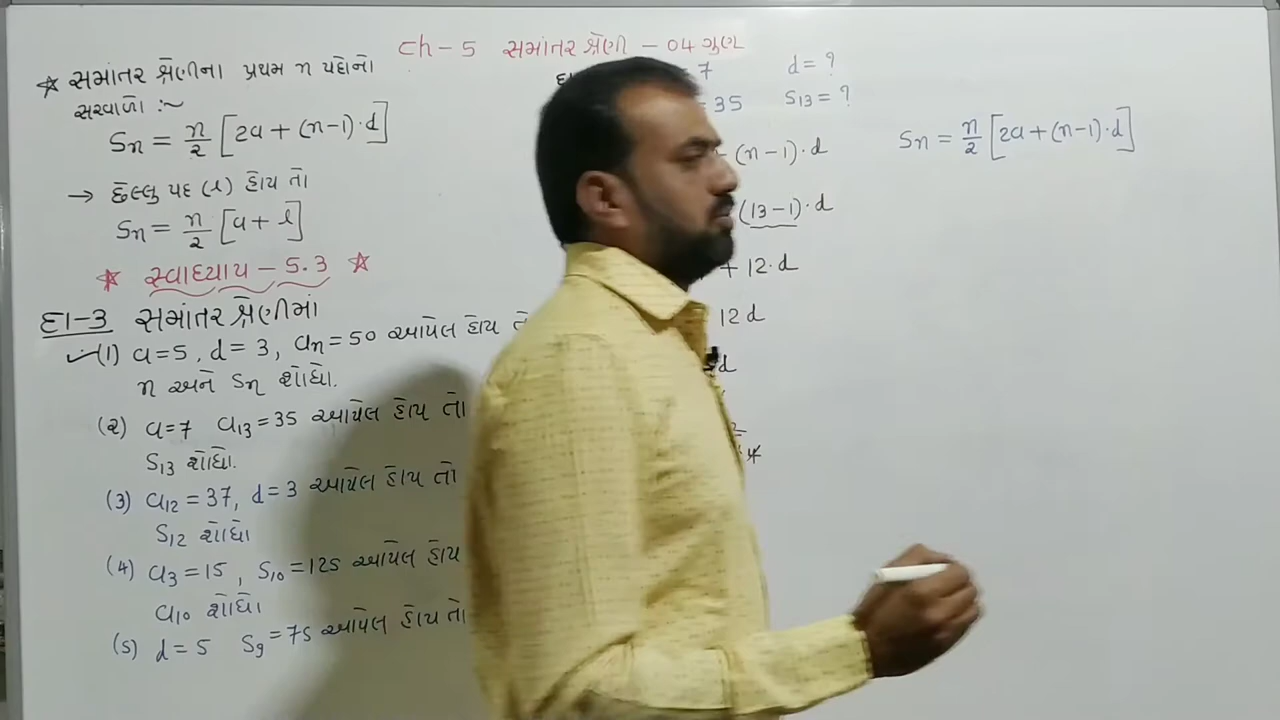 Ch - 5 સમાંતર શ્રેણી - 04 ગુણ
★ સમાંતર શ્રેણીના પ્રથમ n પદોનો
સરવાળો :~
Sn = n/2 [2a + (n-1)·d]
→ છેલ્લુ પદ (l) હોય તો
Sn = n/2 [a + l]
★ સ્વાધ્યાય - 5.3 ★
દા-3 સમાંતર શ્રેણીમાં
(1) a=5, d=3, an=50 આપેલ હોય
n અને Sn શોધો.
(2) a=7 a13=35 આપેલ હોય તો
S13 શોધો.
(3) a12=37, d=3 આપેલ હોય તો
S12 શોધો
(4) a3=15, S10=125 આપેલ હોય
a10 શોધો
(5) d=5 S9=75 આપેલ હોય તો
7 d = ?
=35 S13 = ?
(n-1)·d
(13-1)·d
+ 12·d
12d
d
Sn = n/2 [2a + (n-1)·d]